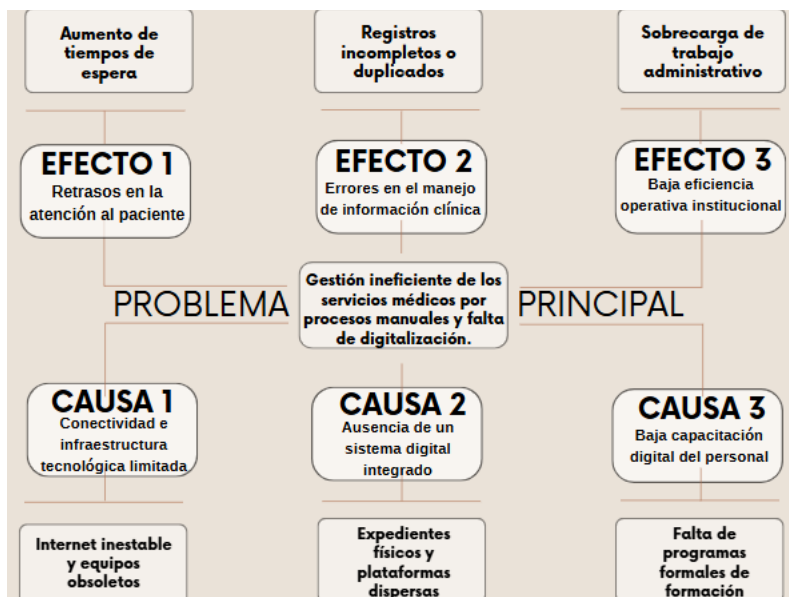 Aumento de
tiempos de
espera
Registros
incompletos o
duplicados
Sobrecarga de
trabajo
administrativo
EFECTO 1
Retrasos en la
atención al paciente
EFECTO 2
Errores en el manejo
de información clínica
EFECTO 3
Baja eficiencia
operativa institucional
PROBLEMA
Gestión ineficiente de los
servicios médicos por
procesos manuales y falta
de digitalización.
PRINCIPAL
CAUSA 1
Conectividad e
infraestructura
tecnológica limitada
CAUSA 2
Ausencia de un
sistema digital
integrado
CAUSA 3
Baja capacitación
digital del personal
Internet inestable
y equipos
obsoletos
Expedientes
físicos y
plataformas
dispersas
Falta de
programas
formales de
formación